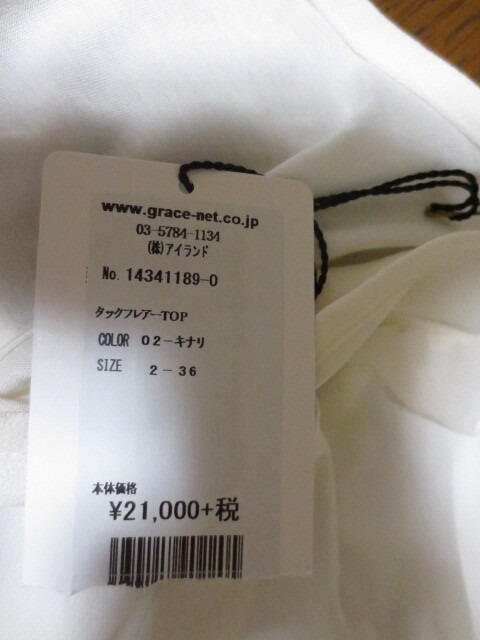 www.grace-net.co.jp
03-5784-1134
(株)アイランド
No. 14341189-0
タックフレアーTOP
COLOR 02-キナリ
SIZE 2-36
本体価格
¥21,000+税